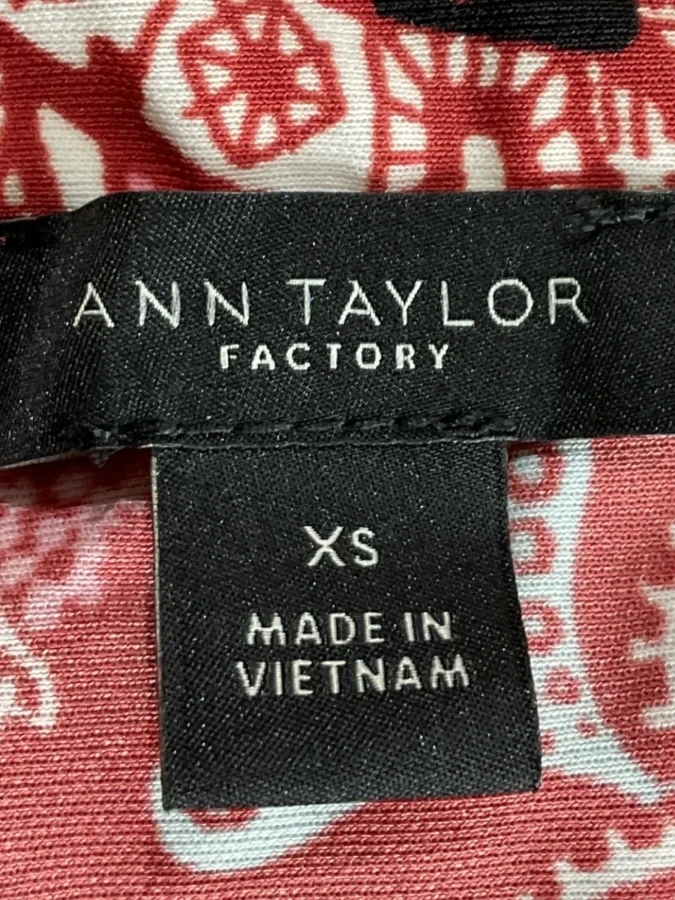 ANN TAYLOR
FACTORY
XS
MADE IN
VIETNAM